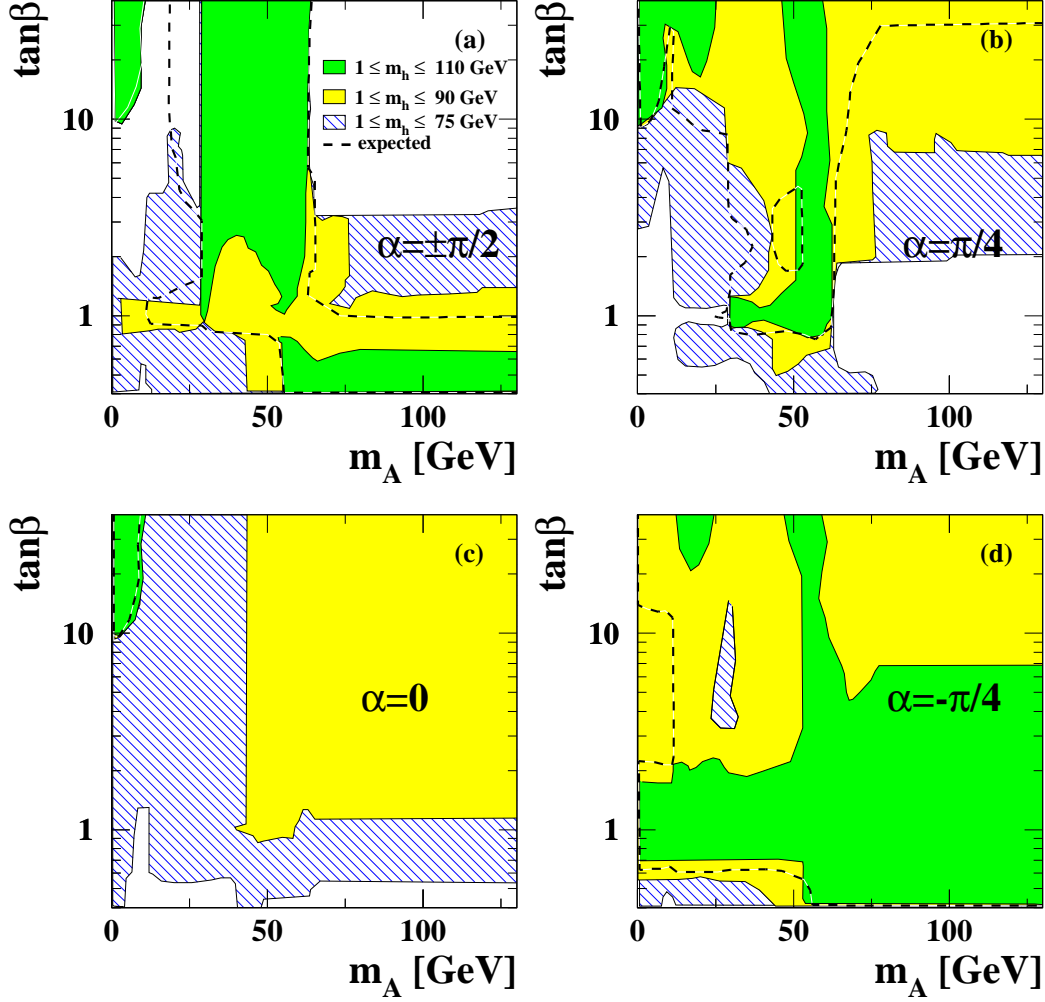 tanβ
(a)
1 ≤ m_h ≤ 110 GeV
1 ≤ m_h ≤ 90 GeV
1 ≤ m_h ≤ 75 GeV
expected
10
1
α=±π/2
0 50 100
m_A [GeV]
tanβ
(b)
10
1
α=π/4
0 50 100
m_A [GeV]
tanβ
(c)
10
1
α=0
0 50 100
m_A [GeV]
tanβ
(d)
10
1
α=-π/4
0 50 100
m_A [GeV]